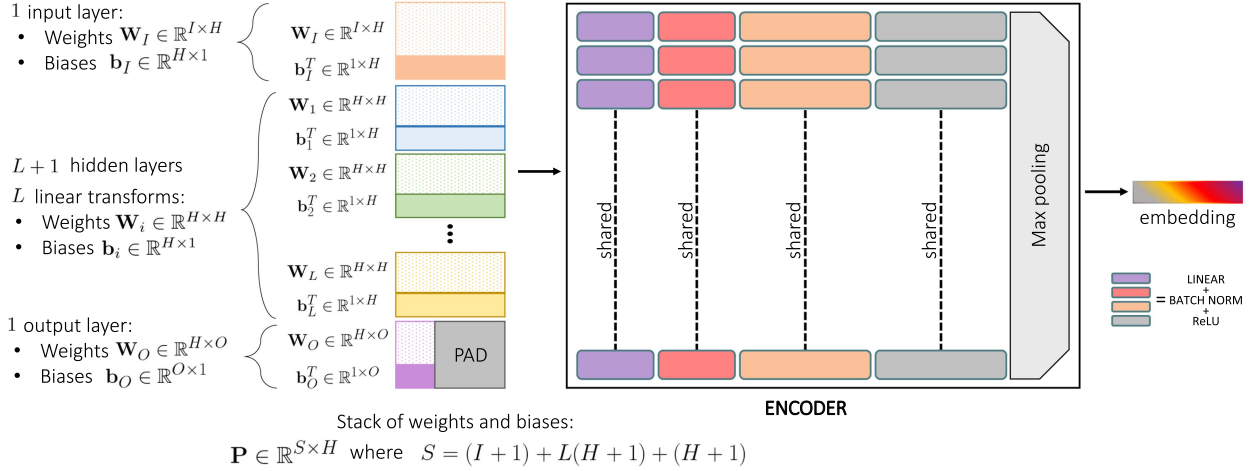 1 input layer:
• Weights W_I ∈ ℝ^{I×H}
• Biases b_I ∈ ℝ^{H×1}
L + 1 hidden layers
L linear transforms:
• Weights W_i ∈ ℝ^{H×H}
• Biases b_i ∈ ℝ^{H×1}
1 output layer:
• Weights W_O ∈ ℝ^{H×O}
• Biases b_O ∈ ℝ^{O×1}
W_I ∈ ℝ^{I×H}
b_I^T ∈ ℝ^{1×H}
W_1 ∈ ℝ^{H×H}
b_1^T ∈ ℝ^{1×H}
W_2 ∈ ℝ^{H×H}
b_2^T ∈ ℝ^{1×H}
W_L ∈ ℝ^{H×H}
b_L^T ∈ ℝ^{1×H}
W_O ∈ ℝ^{H×O}
b_O^T ∈ ℝ^{1×O}
PAD
shared
shared
shared
shared
Max pooling
ENCODER
embedding
LINEAR
+
= BATCH NORM
+
ReLU
Stack of weights and biases:
P ∈ ℝ^{S×H} where S = (I + 1) + L(H + 1) + (H + 1)